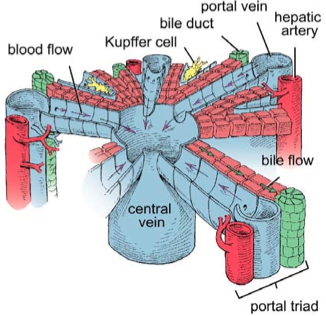 portal vein
bile duct
hepatic
artery
Kupffer cell
blood flow
bile flow
central
vein
portal triad